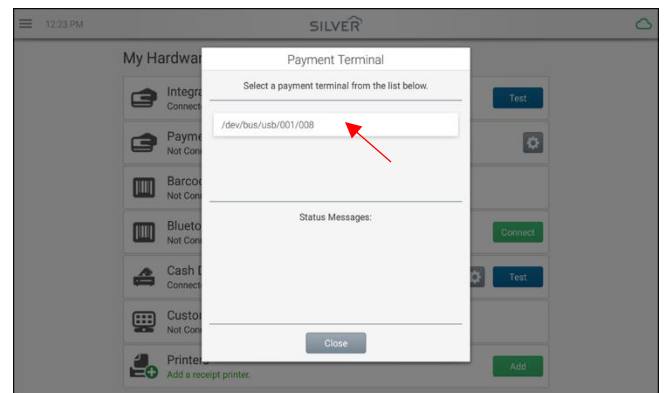 12:23 PM
SILVER
My Hardwar
Payment Terminal
Select a payment terminal from the list below.
Integra
Connect
Test
/dev/bus/usb/001/008
Payme
Not Con
Barcod
Not Con
Status Messages:
Blueto
Not Con
Connect
Cash D
Connect
Test
Custo
Not Con
Close
Printers
Add a receipt printer.
Add